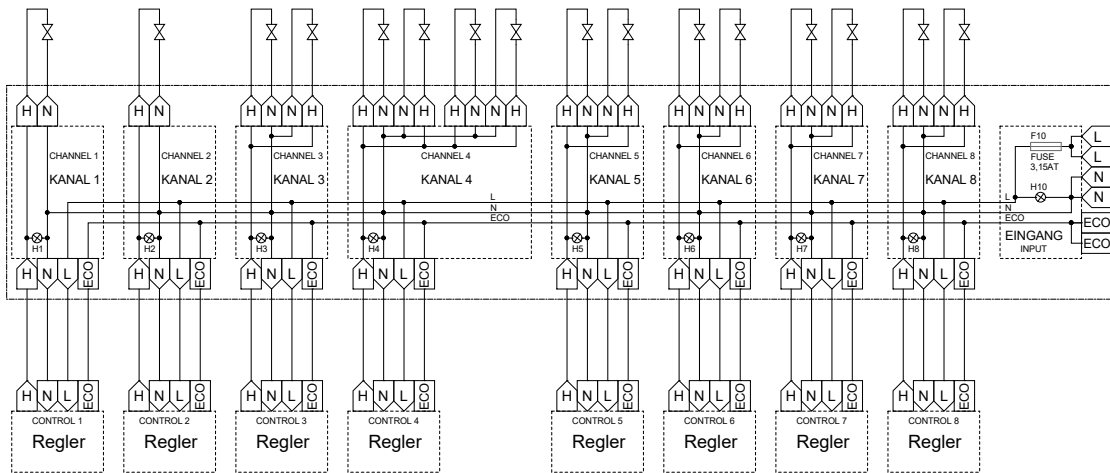 H N H N H N N H H N N H H N N H H N N H H N N H H N N H H N N H
CHANNEL 1 CHANNEL 2 CHANNEL 3 CHANNEL 4 CHANNEL 5 CHANNEL 6 CHANNEL 7 CHANNEL 8
KANAL 1 KANAL 2 KANAL 3 KANAL 4 KANAL 5 KANAL 6 KANAL 7 KANAL 8
F10 L
FUSE L
3,15AT
N
H10 N
L L
N N
ECO ECO ECO
EINGANG
INPUT ECO
H1 H2 H3 H4 H5 H6 H7 H8
H N L ECO H N L ECO H N L ECO H N L ECO H N L ECO H N L ECO H N L ECO H N L ECO
H N L ECO H N L ECO H N L ECO H N L ECO H N L ECO H N L ECO H N L ECO H N L ECO
CONTROL 1 CONTROL 2 CONTROL 3 CONTROL 4 CONTROL 5 CONTROL 6 CONTROL 7 CONTROL 8
Regler Regler Regler Regler Regler Regler Regler Regler